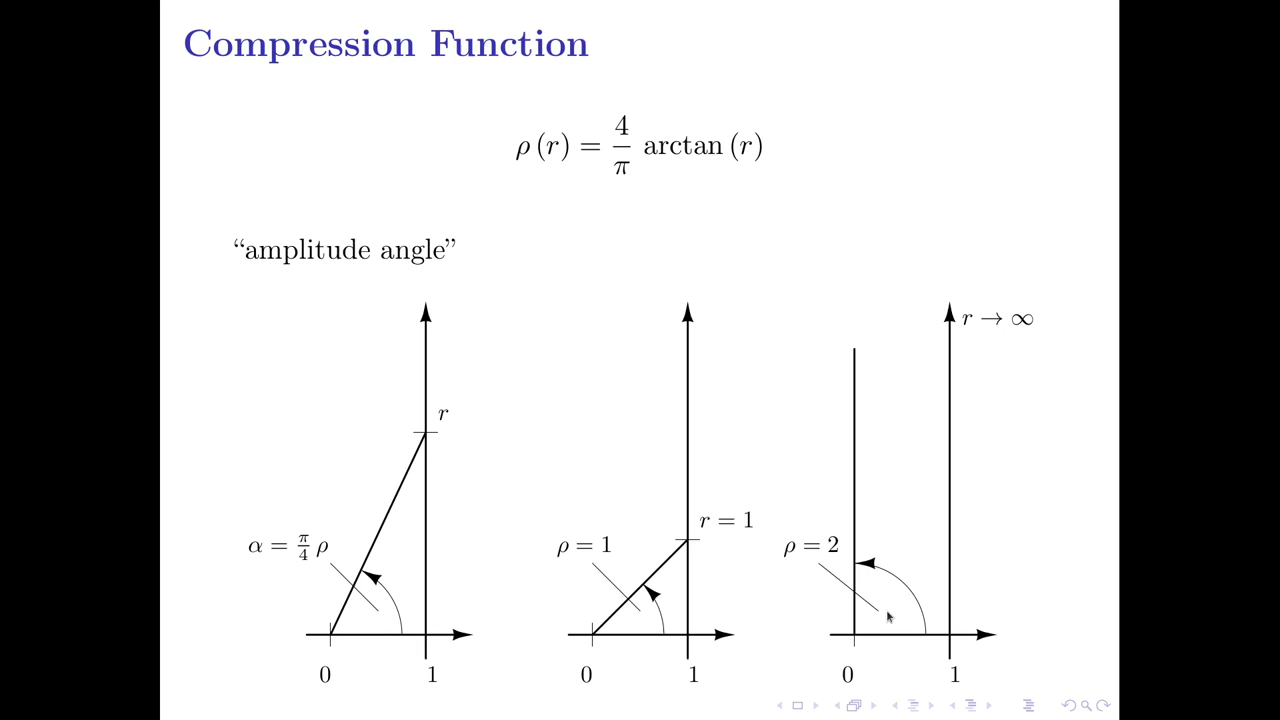 Compression Function
ρ (r) = 4/π arctan (r)
“amplitude angle”
r → ∞
r
r = 1
α = π/4 ρ
ρ = 1
ρ = 2
0 1 0 1 0 1